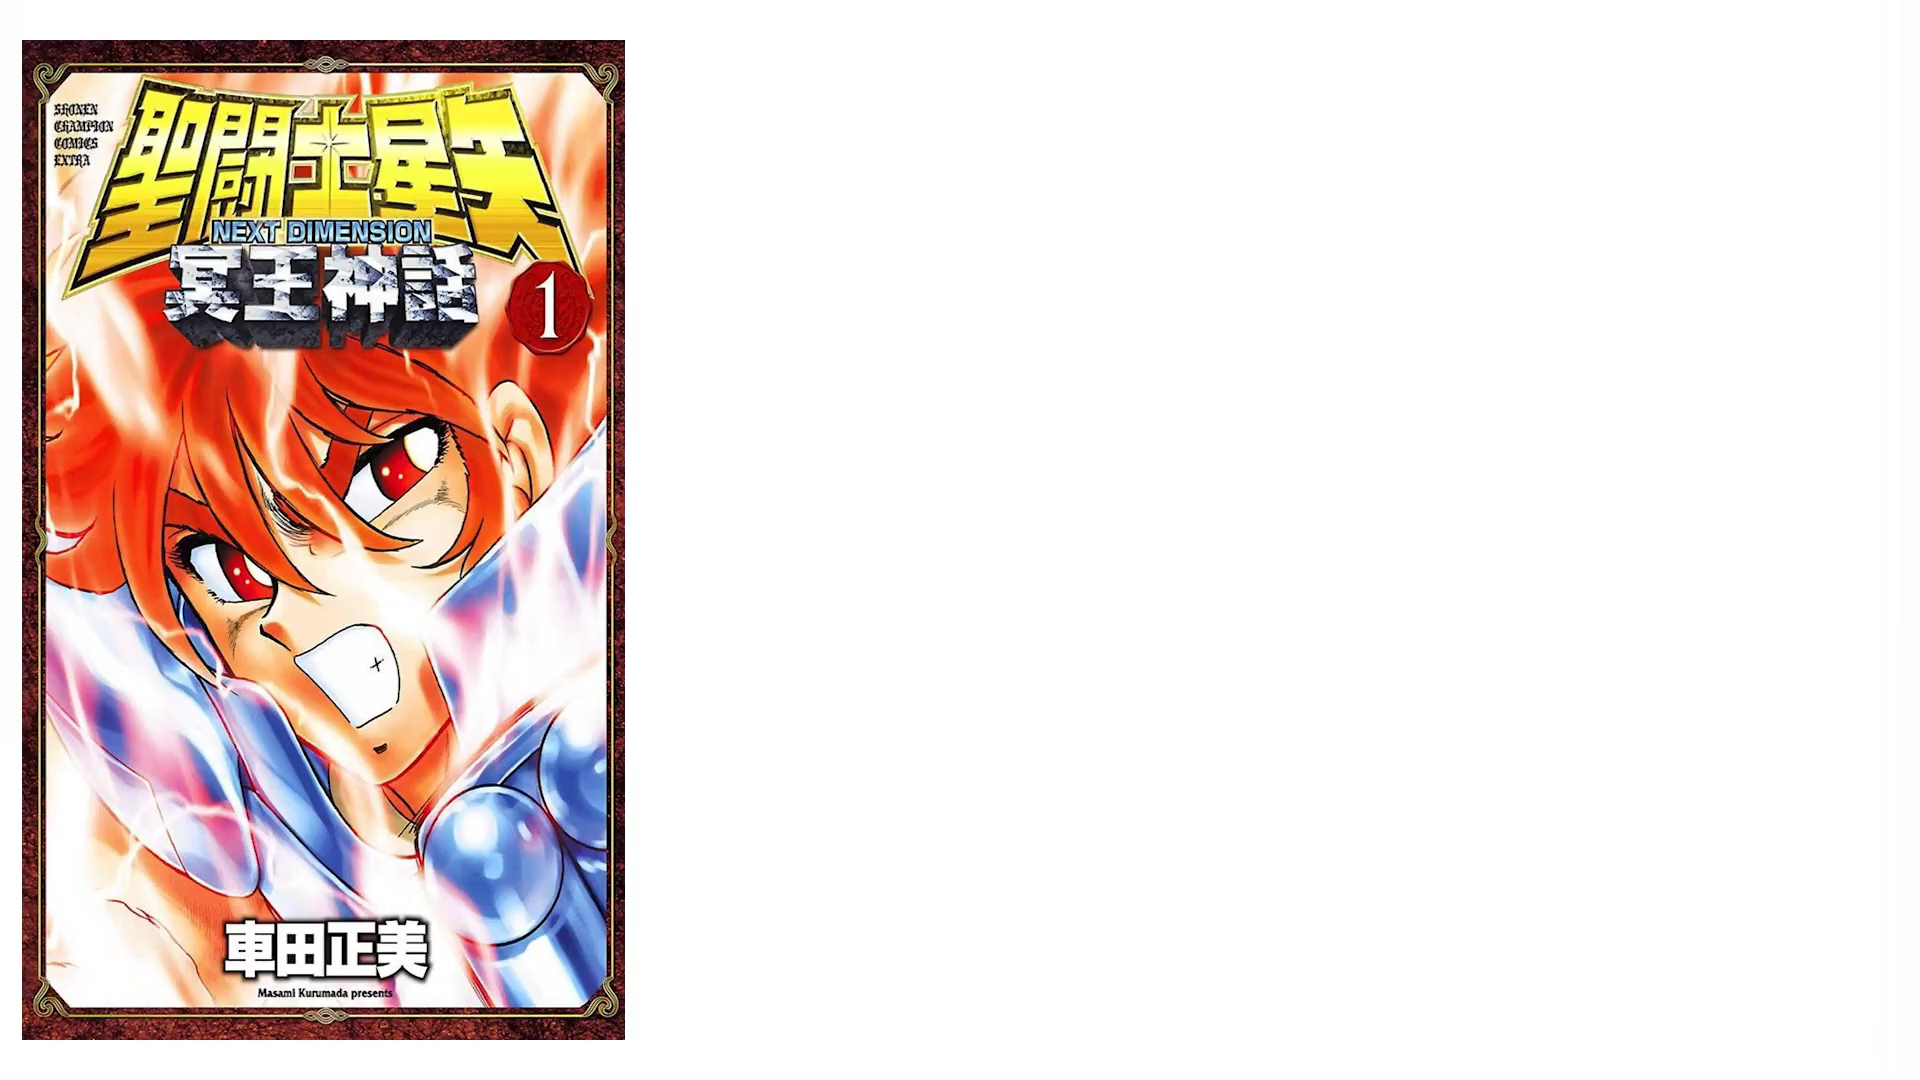 SHONEN
CHAMPION
COMICS
EXTRA
聖闘士星矢
NEXT DIMENSION
冥王神話
1
車田正美
Masami Kurumada presents